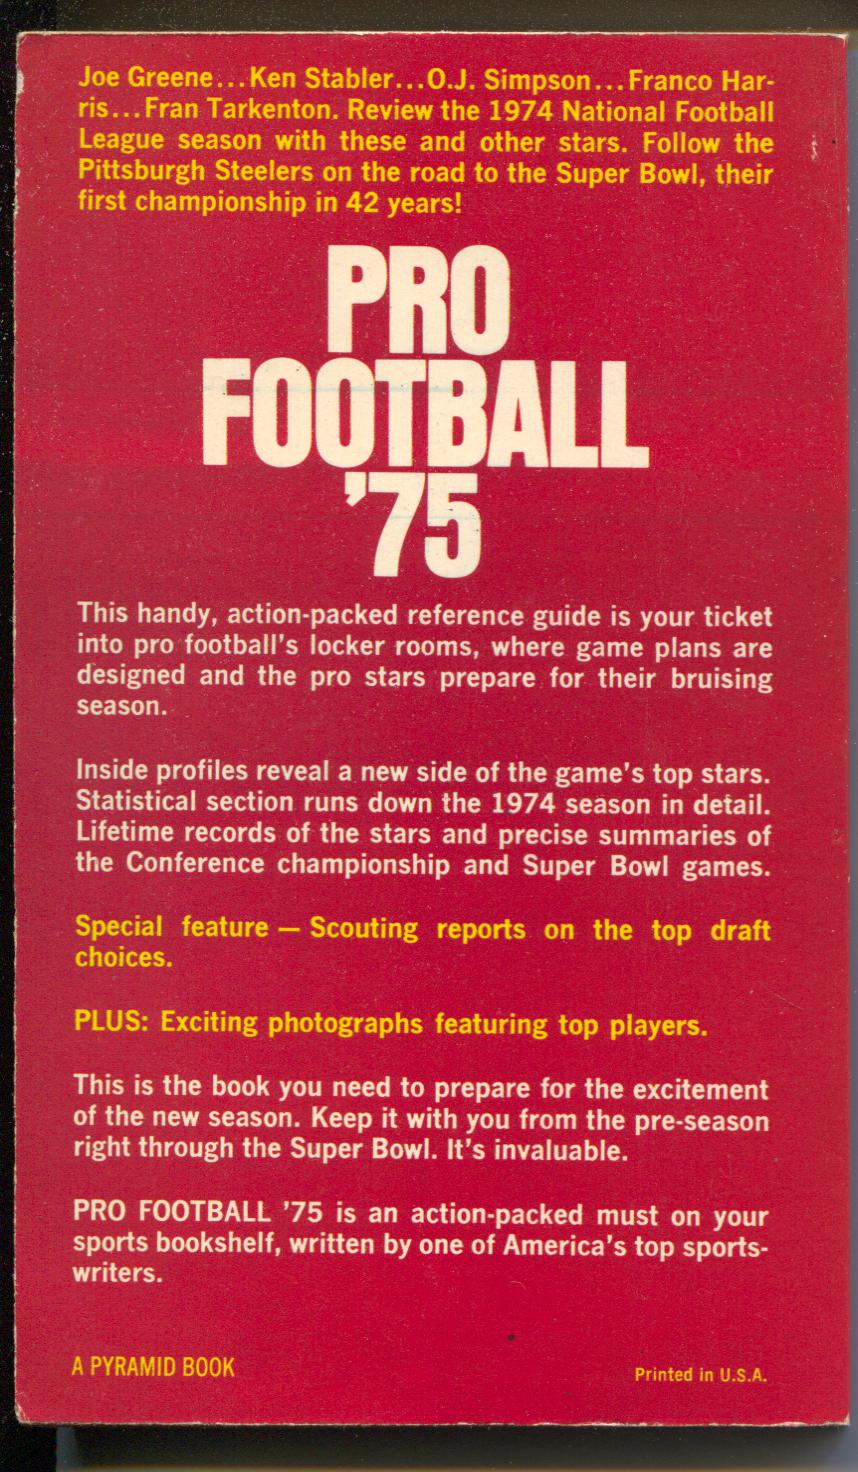 Joe Greene...Ken Stabler...O.J. Simpson...Franco Har-
ris...Fran Tarkenton. Review the 1974 National Football
League season with these and other stars. Follow the
Pittsburgh Steelers on the road to the Super Bowl, their
first championship in 42 years!
PRO
FOOTBALL
'75
This handy, action-packed reference guide is your ticket
into pro football's locker rooms, where game plans are
designed and the pro stars prepare for their bruising
season.
Inside profiles reveal a new side of the game's top stars.
Statistical section runs down the 1974 season in detail.
Lifetime records of the stars and precise summaries of
the Conference championship and Super Bowl games.
Special feature — Scouting reports on the top draft
choices.
PLUS: Exciting photographs featuring top players.
This is the book you need to prepare for the excitement
of the new season. Keep it with you from the pre-season
right through the Super Bowl. It's invaluable.
PRO FOOTBALL '75 is an action-packed must on your
sports bookshelf, written by one of America's top sports-
writers.
A PYRAMID BOOK
Printed in U.S.A.